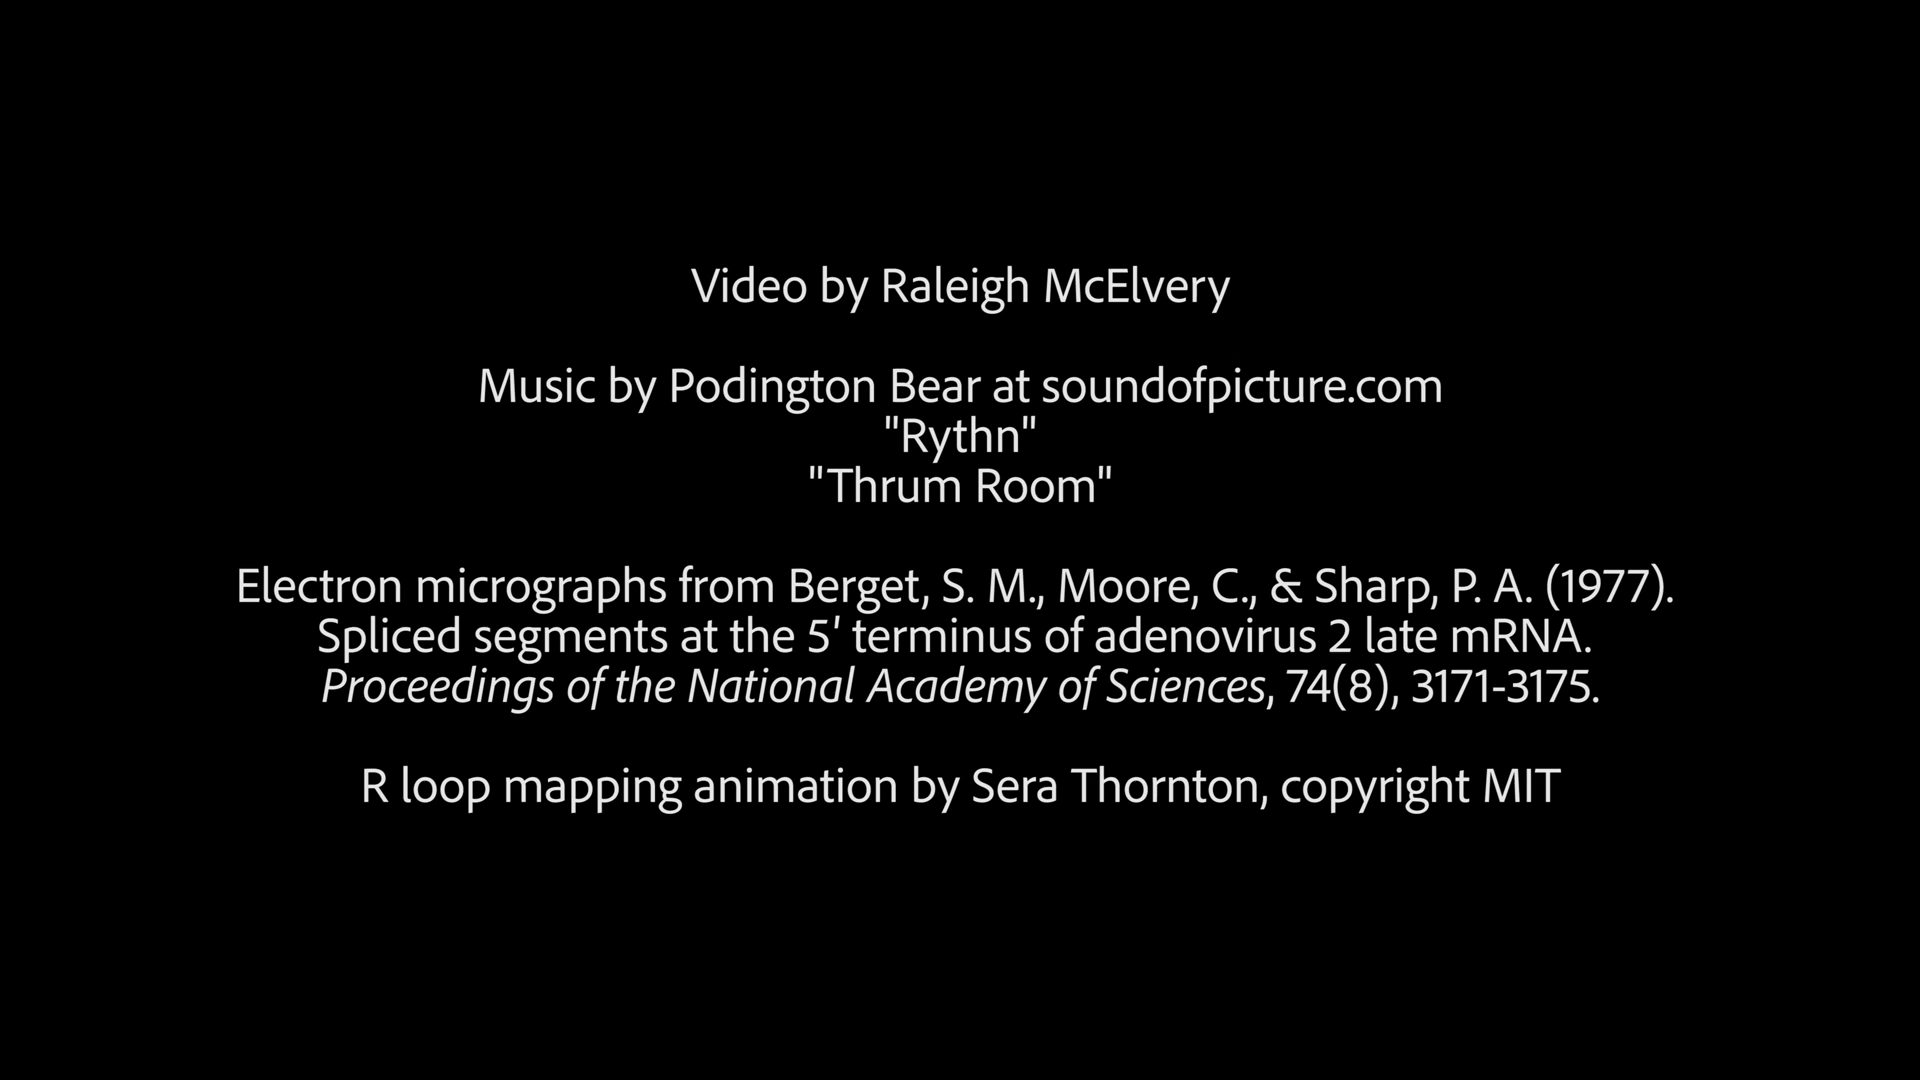 Video by Raleigh McElvery
Music by Podington Bear at soundofpicture.com
"Rythn"
"Thrum Room"
Electron micrographs from Berget, S. M., Moore, C., & Sharp, P. A. (1977).
Spliced segments at the 5' terminus of adenovirus 2 late mRNA.
Proceedings of the National Academy of Sciences, 74(8), 3171-3175.
R loop mapping animation by Sera Thornton, copyright MIT